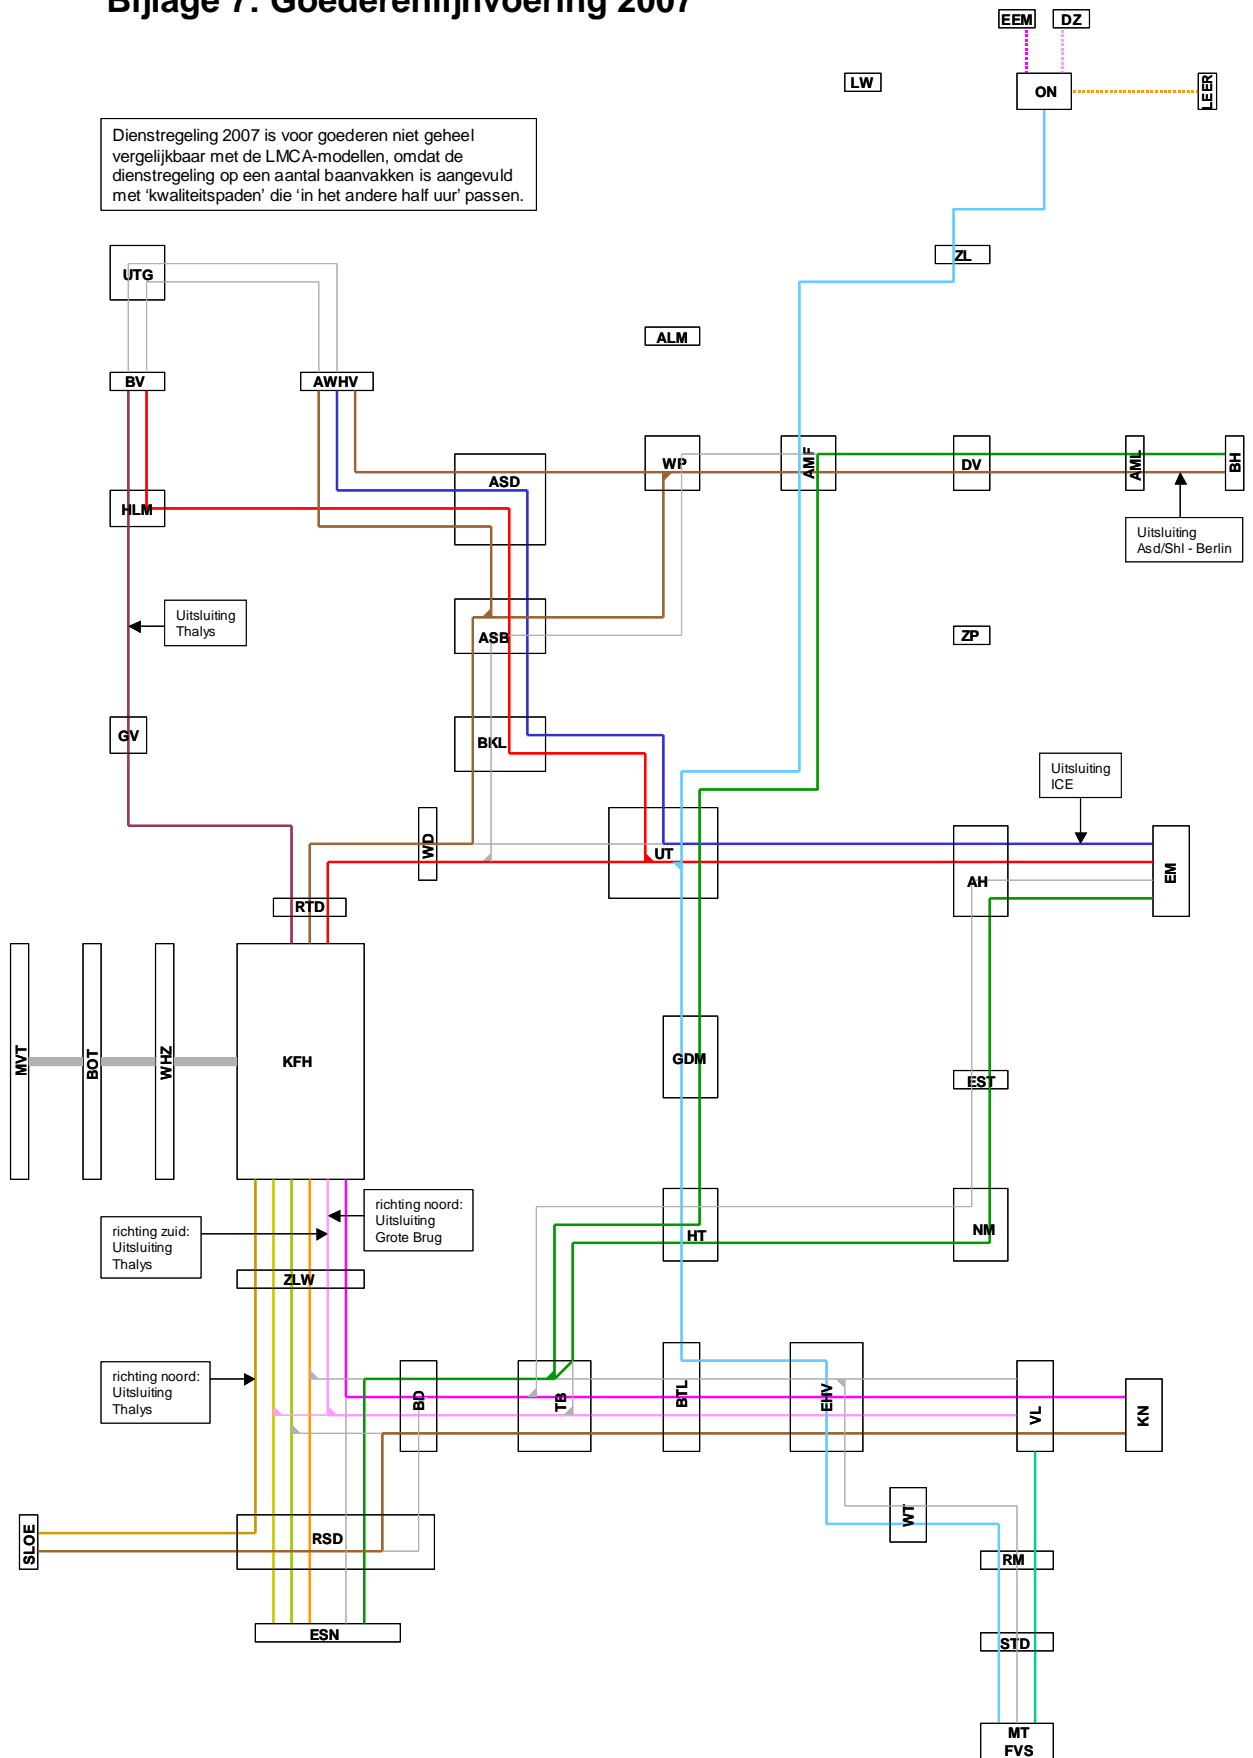 Bijlage 7: Goederenlijnvoering 2007
EEM
DZ
LW
ON
LEER
Dienstregeling 2007 is voor goederen niet geheel
vergelijkbaar met de LMCA-modellen, omdat de
dienstregeling op een aantal baanvakken is aangevuld
met ‘kwaliteitspaden’ die ‘in het andere half uur’ passen.
UTG
ZL
ALM
BV
AWHV
ASD
WP
AMF
DV
AML
BH
HLM
Uitsluiting
Asd/Shl - Berlin
Uitsluiting
Thalys
ASB
ZP
GV
BKL
Uitsluiting
ICE
WD
UT
AH
EM
RTD
MVT
BOT
WHZ
KFH
GDM
EST
richting noord:
Uitsluiting
Grote Brug
richting zuid:
Uitsluiting
Thalys
HT
NM
ZLW
richting noord:
Uitsluiting
Thalys
BD
TB
BTL
EHV
VL
KN
SLOE
RSD
WT
RM
ESN
STD
MT
FVS